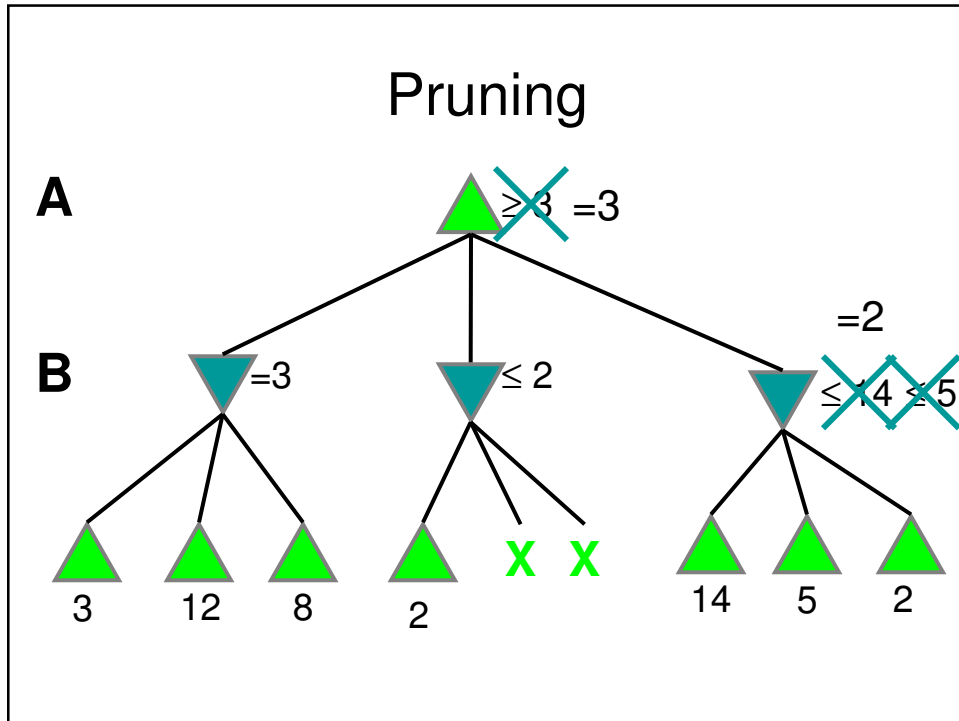 Pruning
A
≥ 3 =3
=2
B
=3
≤ 2
≤ 14 ≤ 5
X X
3 12 8 2 14 5 2